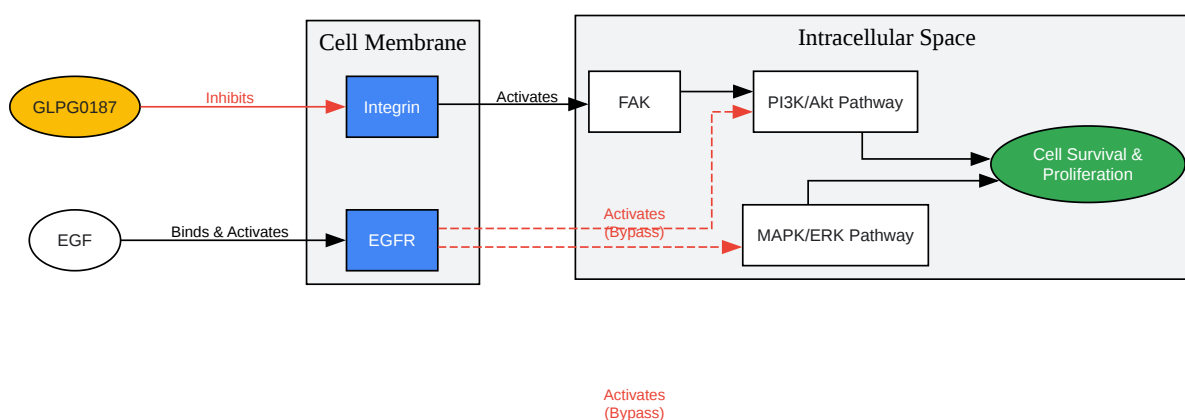 Cell Membrane
Intracellular Space
GLPG0187
Inhibits
Integrin
Activates
FAK
PI3K/Akt Pathway
Cell Survival &
Proliferation
EGF
Binds & Activates
EGFR
Activates
(Bypass)
MAPK/ERK Pathway
Activates
(Bypass)